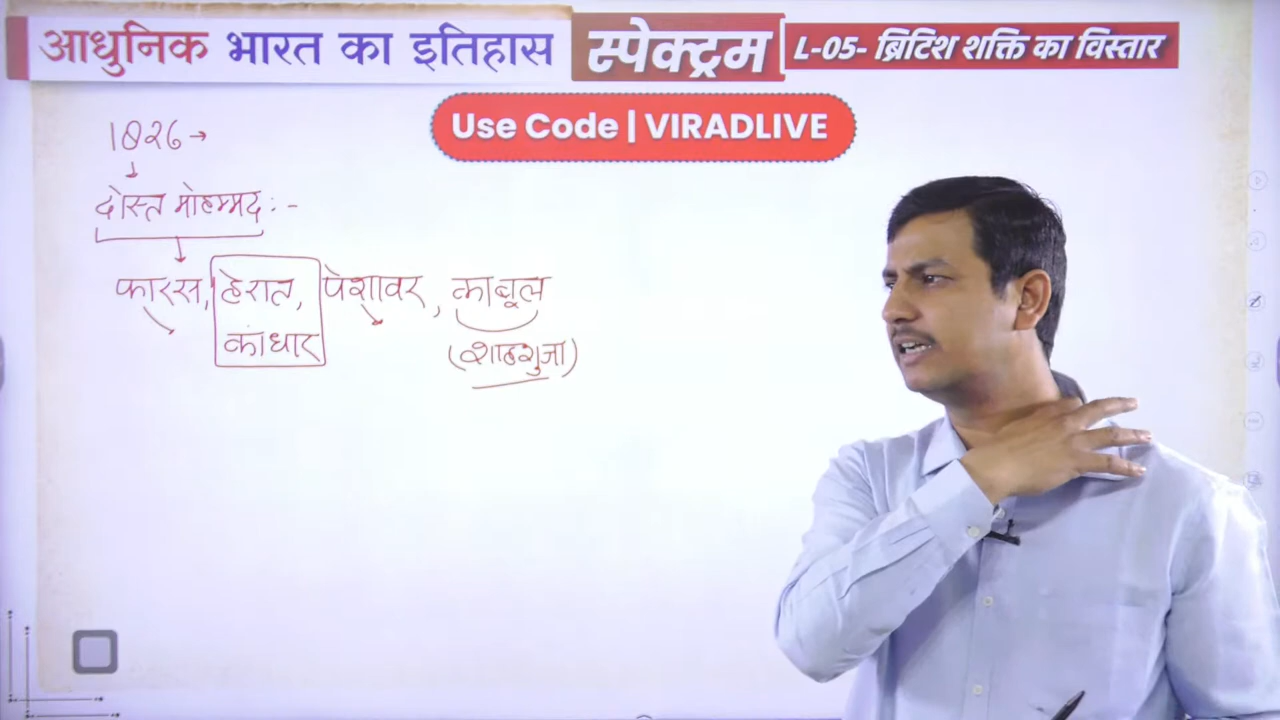 आधुनिक भारत का इतिहास स्पेक्ट्रम L-05- ब्रिटिश शक्ति का विस्तार
Use Code | VIRADLIVE
1826→
दोस्त मोहम्मद :-
फारस, हेरात, पेशावर, काबूल
कांधार (शाहशुजा)